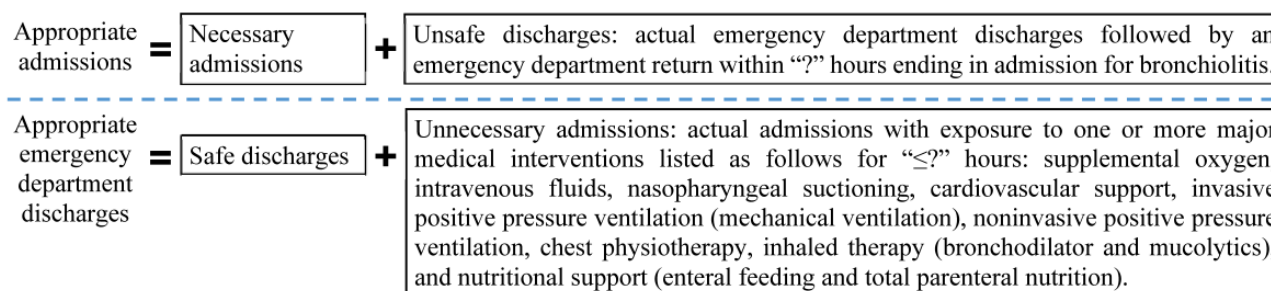 Appropriate admissions = Necessary admissions + Unsafe discharges: actual emergency department discharges followed by an
emergency department return within “?” hours ending in admission for bronchiolitis.
Appropriate emergency department discharges = Safe discharges + Unnecessary admissions: actual admissions with exposure to one or more major
medical interventions listed as follows for “≤?” hours: supplemental oxygen,
intravenous fluids, nasopharyngeal suctioning, cardiovascular support, invasive
positive pressure ventilation (mechanical ventilation), noninvasive positive pressure
ventilation, chest physiotherapy, inhaled therapy (bronchodilator and mucolytics)
and nutritional support (enteral feeding and total parenteral nutrition).